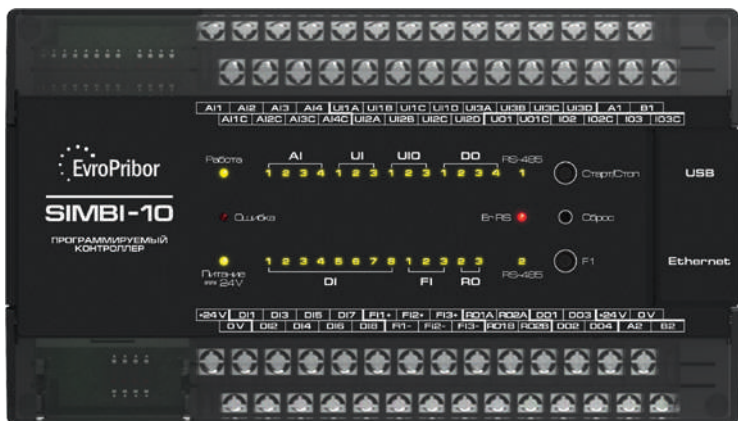 AI1 AI2 AI3 AI4 UI1A UI1B UI1C UI1D UI3A UI3B UI3C UI3D A1 B1
AI1C AI2C AI3C AI4C UI2A UI2B UI2C UI2D UO1 UO1C IO2 IO2C IO3 IO3C
EvroPribor
SIMBI-10
ПРОГРАММИРУЕМЫЙ
КОНТРОЛЛЕР
Работа AI UI UIO DO RS-485
1 2 3 4 1 2 3 1 2 3 1 2 3 4 1 Старт/Стоп USB
Ошибка Er RS Сброс
1 2 3 4 5 6 7 8 1 2 3 2 3 2 F1 Ethernet
Питание DI FI RO RS-485
24V
+24V DI1 DI3 DI5 DI7 FI1+ FI2+ FI3+ RO1A RO2A DO1 DO3 +24V 0V
0V DI2 DI4 DI6 DI8 FI1- FI2- FI3- RO1B RO2B DO2 DO4 A2 B2